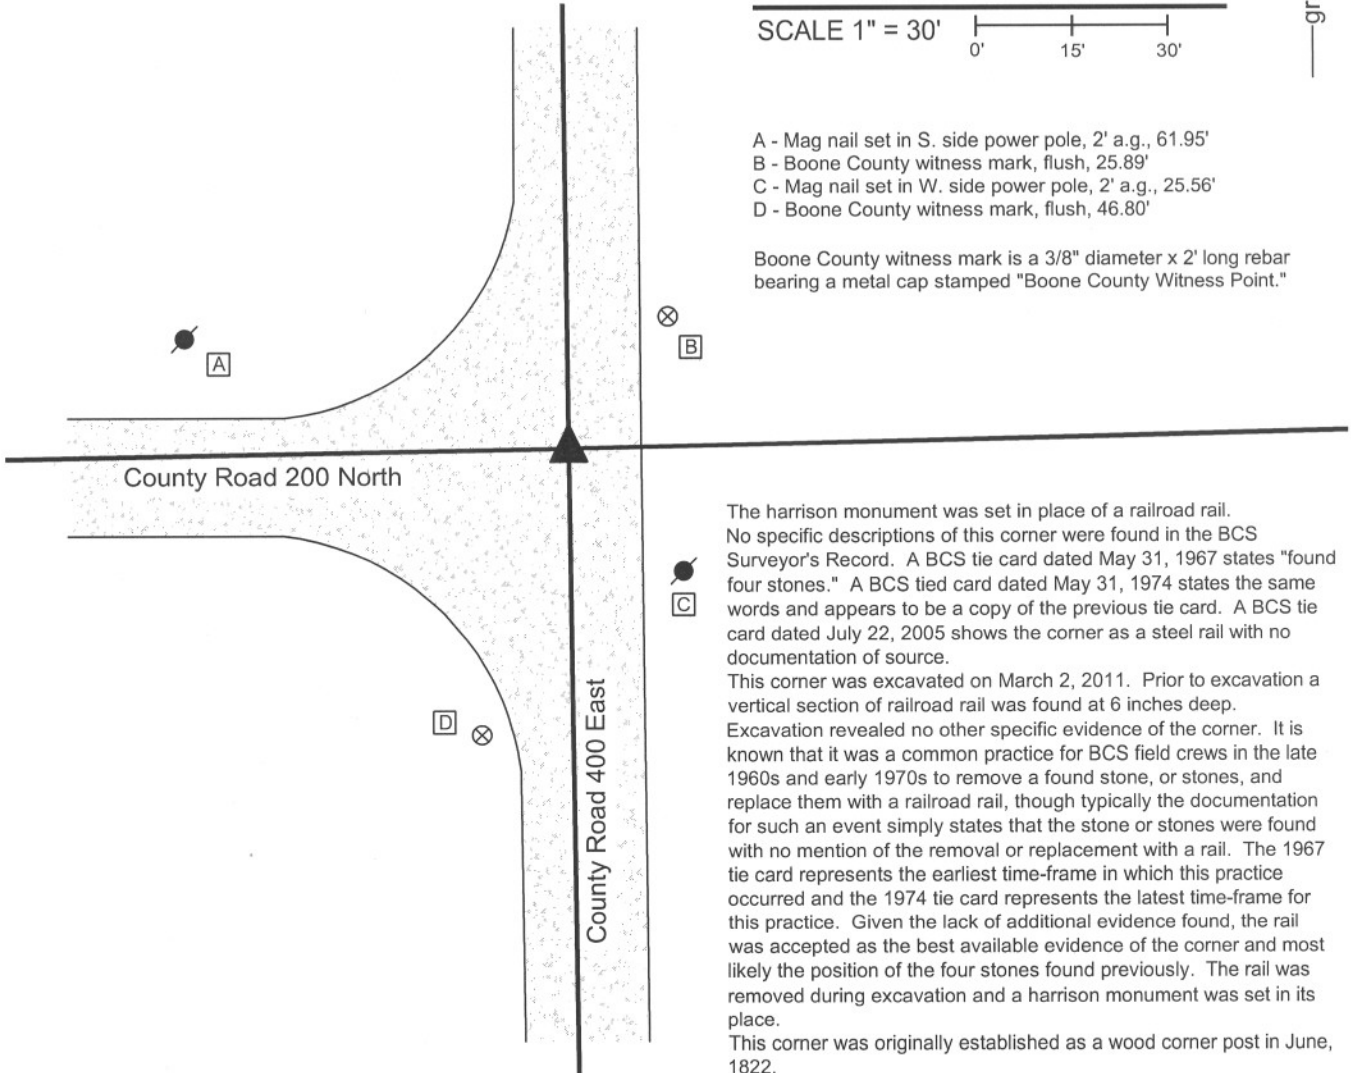 SCALE 1" = 30'
0' 15' 30'
gr
A - Mag nail set in S. side power pole, 2' a.g., 61.95'
B - Boone County witness mark, flush, 25.89'
C - Mag nail set in W. side power pole, 2' a.g., 25.56'
D - Boone County witness mark, flush, 46.80'
Boone County witness mark is a 3/8" diameter x 2' long rebar
bearing a metal cap stamped "Boone County Witness Point."
A
B
County Road 200 North
C
D
County Road 400 East
The harrison monument was set in place of a railroad rail.
No specific descriptions of this corner were found in the BCS
Surveyor's Record. A BCS tie card dated May 31, 1967 states "found
four stones." A BCS tied card dated May 31, 1974 states the same
words and appears to be a copy of the previous tie card. A BCS tie
card dated July 22, 2005 shows the corner as a steel rail with no
documentation of source.
This corner was excavated on March 2, 2011. Prior to excavation a
vertical section of railroad rail was found at 6 inches deep.
Excavation revealed no other specific evidence of the corner. It is
known that it was a common practice for BCS field crews in the late
1960s and early 1970s to remove a found stone, or stones, and
replace them with a railroad rail, though typically the documentation
for such an event simply states that the stone or stones were found
with no mention of the removal or replacement with a rail. The 1967
tie card represents the earliest time-frame in which this practice
occurred and the 1974 tie card represents the latest time-frame for
this practice. Given the lack of additional evidence found, the rail
was accepted as the best available evidence of the corner and most
likely the position of the four stones found previously. The rail was
removed during excavation and a harrison monument was set in its
place.
This corner was originally established as a wood corner post in June,
1822.